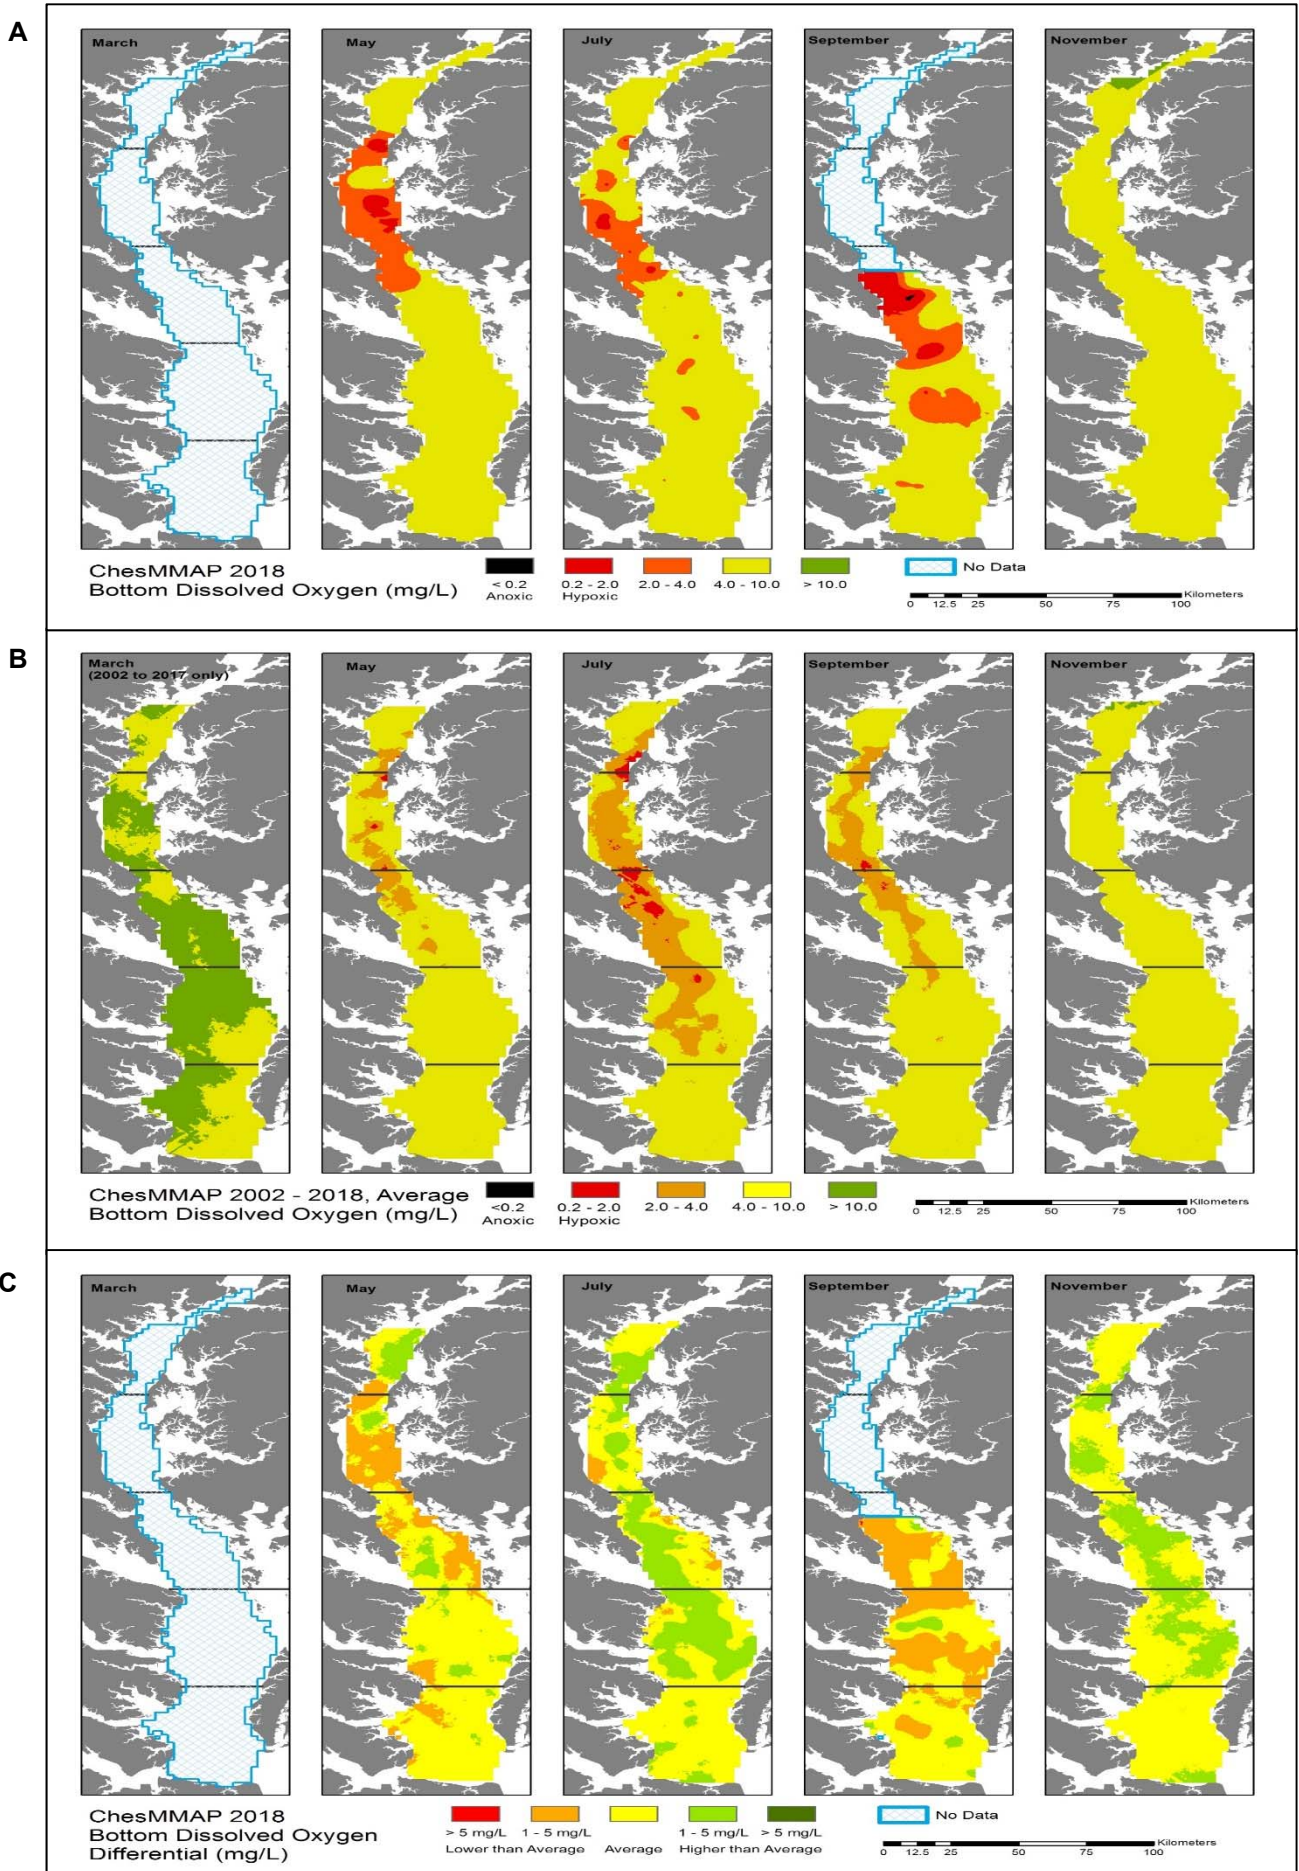 A
March
May
July
September
November
ChesMMAP 2018
Bottom Dissolved Oxygen (mg/L)
< 0.2
Anoxic
0.2 - 2.0
Hypoxic
2.0 - 4.0
4.0 - 10.0
> 10.0
No Data
Kilometers
0 12.5 25 50 75 100
B
March
(2002 to 2017 only)
May
July
September
November
ChesMMAP 2002 - 2018, Average
Bottom Dissolved Oxygen (mg/L)
<0.2
Anoxic
0.2 - 2.0
Hypoxic
2.0 - 4.0
4.0 - 10.0
> 10.0
Kilometers
0 12.5 25 50 75 100
C
March
May
July
September
November
ChesMMAP 2018
Bottom Dissolved Oxygen
Differential (mg/L)
> 5 mg/L 1 - 5 mg/L
Lower than Average
Average
1 - 5 mg/L > 5 mg/L
Higher than Average
No Data
Kilometers
0 12.5 25 50 75 100